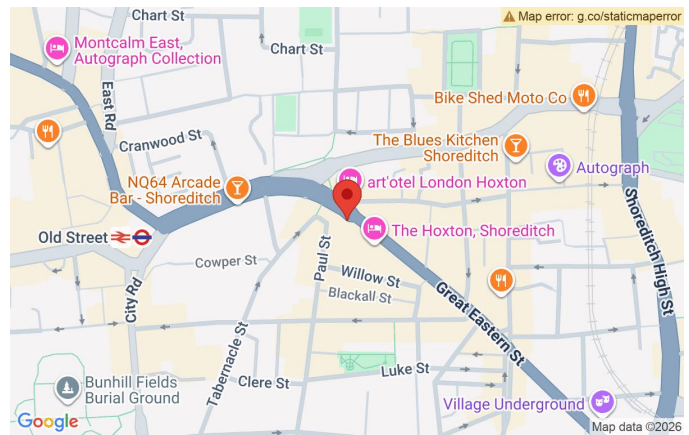 Map error: g.co/staticmaperror
Chart St
Montcalm East,
Autograph Collection
Chart St
East Rd
Bike Shed Moto Co
Cranwood St
The Blues Kitchen
Shoreditch
Autograph
NQ64 Arcade
Bar - Shoreditch
art'otel London Hoxton
Shoreditch High St
Old Street
The Hoxton, Shoreditch
Paul St
Cowper St
Willow St
Blackall St
City Rd
Great Eastern St
Tabernacle St
Luke St
Clere St
Bunhill Fields
Burial Ground
Village Underground
Google
Map data ©2026